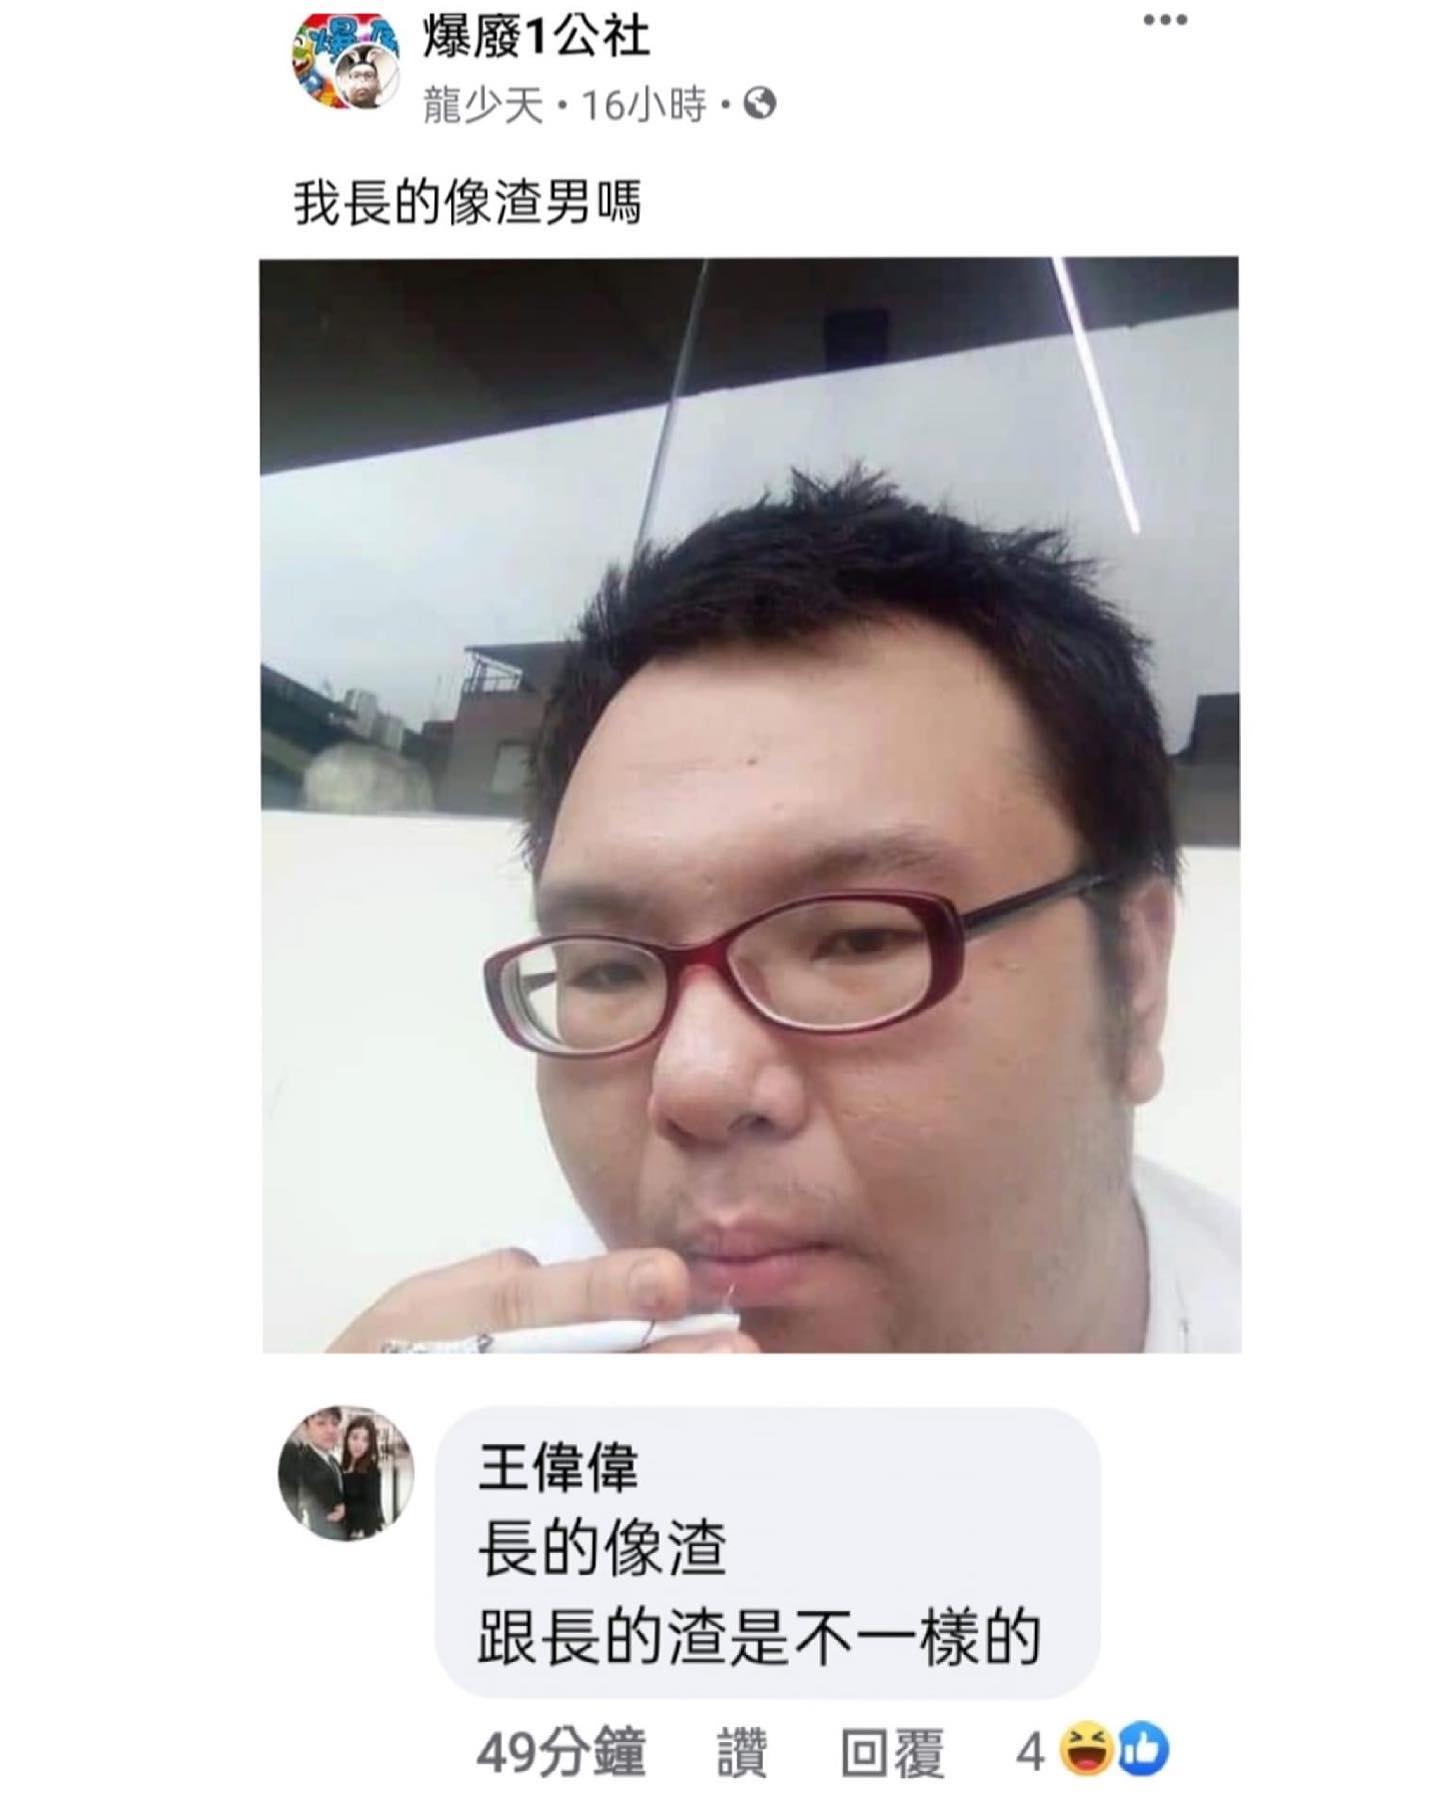 爆廢1公社
龍少天・16小時・
我長的像渣男嗎
王偉偉
長的像渣
跟長的渣是不一樣的
49分鐘 讚 回覆 4